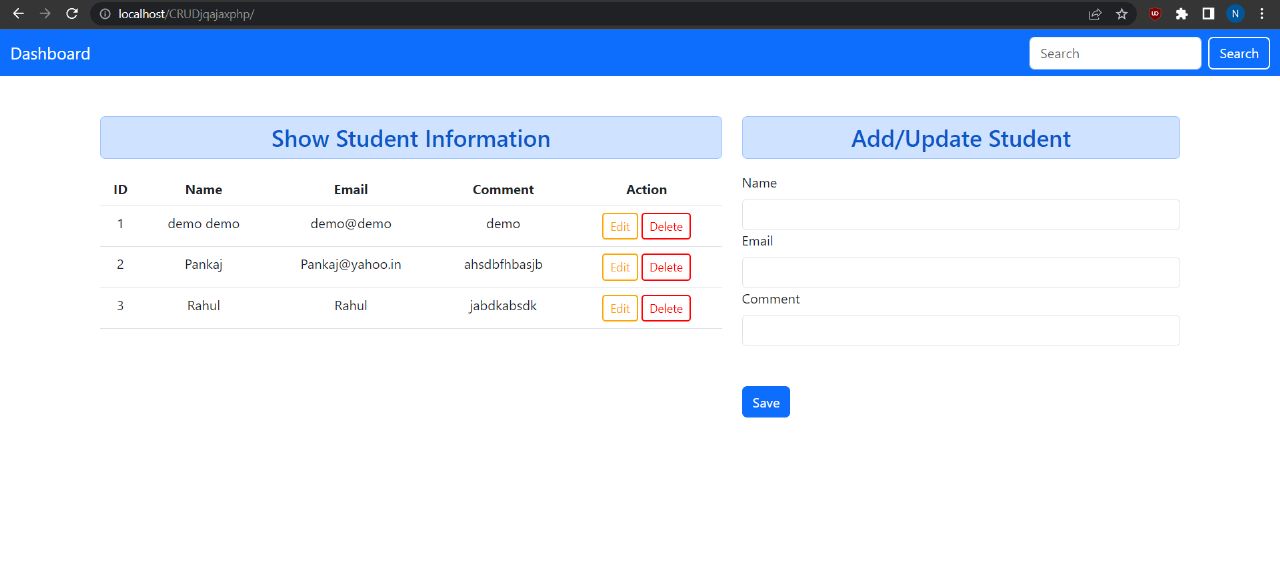 localhost/CRUDjqajaxphp/
N
Dashboard
Search
Search
Show Student Information
ID Name Email Comment Action
1 demo demo demo@demo demo Edit Delete
2 Pankaj Pankaj@yahoo.in ahsdbfhbasjb Edit Delete
3 Rahul Rahul jabdkabsdk Edit Delete
Add/Update Student
Name
Email
Comment
Save